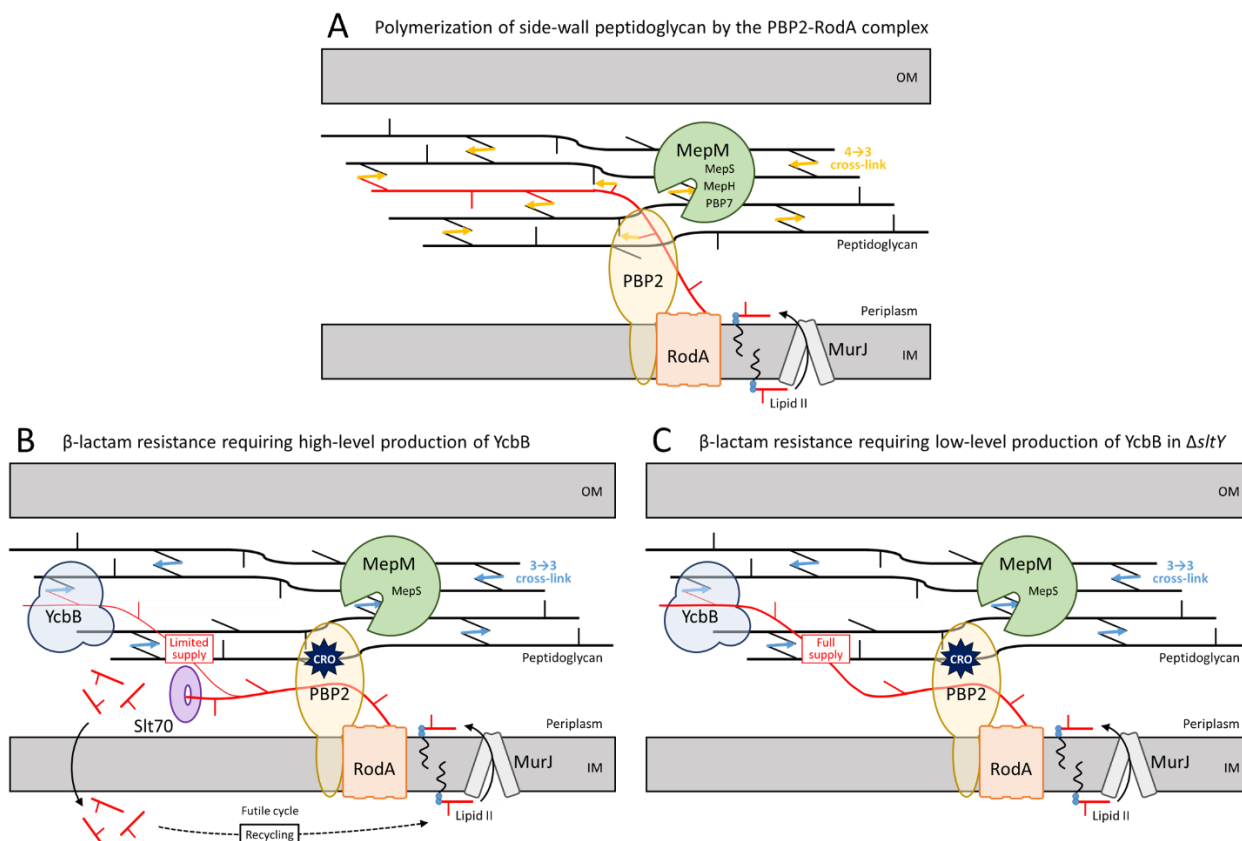 A Polymerization of side-wall peptidoglycan by the PBP2-RodA complex
OM
MepM
MepS
MepH
PBP7
4→3
cross-link
Peptidoglycan
PBP2
Periplasm
RodA
MurJ
IM
Lipid II
B β-lactam resistance requiring high-level production of YcbB
OM
MepM
MepS
3→3
cross-link
YcbB
Limited
supply
CRO
Peptidoglycan
PBP2
Slt70
Periplasm
RodA
MurJ
IM
Lipid II
Futile cycle
Recycling
C β-lactam resistance requiring low-level production of YcbB in ΔsltY
OM
MepM
MepS
3→3
cross-link
YcbB
Full
supply
CRO
Peptidoglycan
PBP2
Periplasm
RodA
MurJ
IM
Lipid II